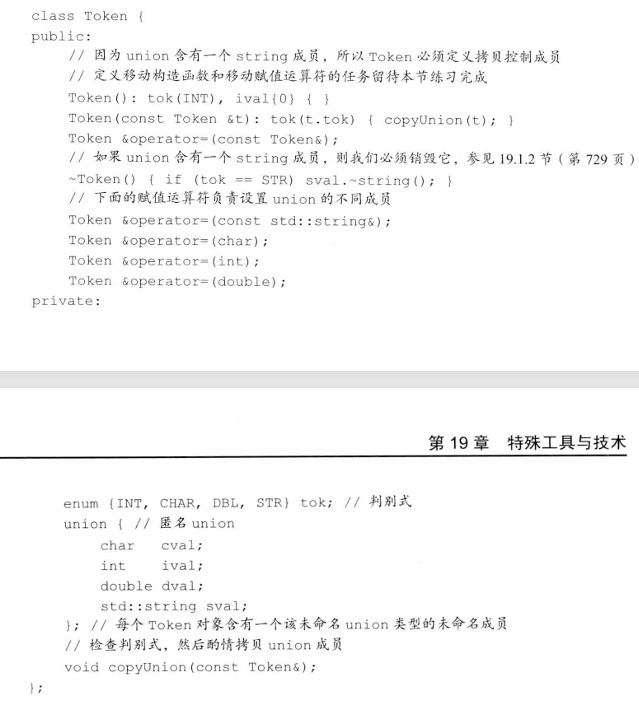 class Token {
public:
// 因为 union 含有一个 string 成员，所以 Token 必须定义拷贝控制成员
// 定义移动构造函数和移动赋值运算符的任务留待本节练习完成
Token(): tok(INT), ival{0} { }
Token(const Token &t): tok(t.tok) { copyUnion(t); }
Token &operator=(const Token&);
// 如果 union 含有一个 string 成员，则我们必须销毁它，参见 19.1.2 节（第 729 页）
~Token() { if (tok == STR) sval.~string(); }
// 下面的赋值运算符负责设置 union 的不同成员
Token &operator=(const std::string&);
Token &operator=(char);
Token &operator=(int);
Token &operator=(double);
private:
第 19 章 特殊工具与技术
enum {INT, CHAR, DBL, STR} tok; // 判别式
union { // 匿名 union
char cval;
int ival;
double dval;
std::string sval;
}; // 每个 Token 对象含有一个该未命名 union 类型的未命名成员
// 检查判别式，然后酌情拷贝 union 成员
void copyUnion(const Token&);
};